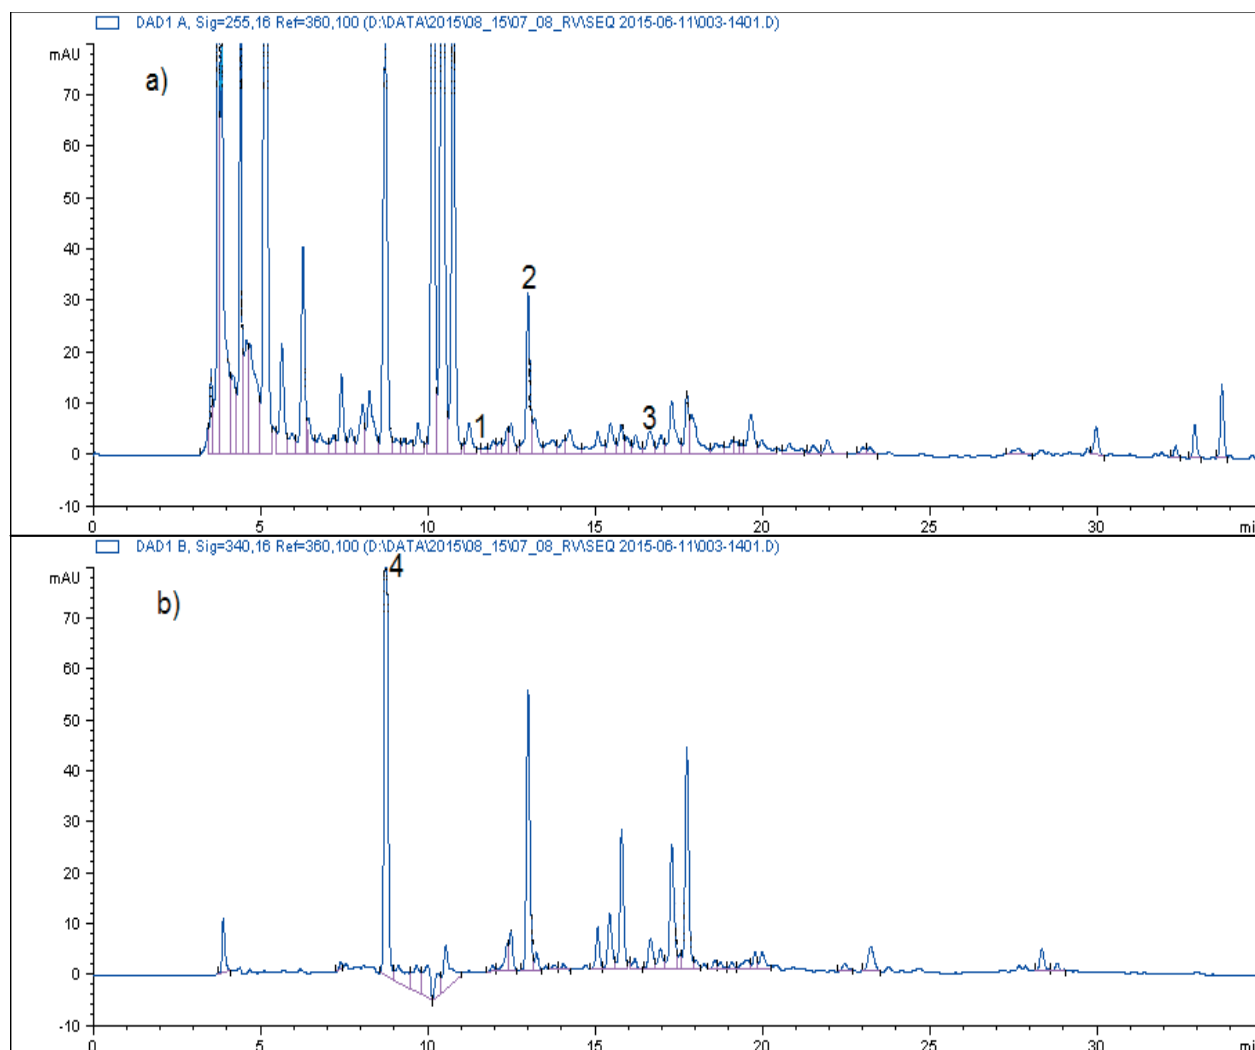 DAD1 A, Sig=255,16 Ref=360,100 (D:\DATA\2015\08_15\07_08_RV\SEQ 2015-06-11\003-1401.D)
mAU
a)
70
60
50
40
30
20
10
0
-10
1
2
3
0 5 10 15 20 25 30 mi
DAD1 B, Sig=340,16 Ref=360,100 (D:\DATA\2015\08_15\07_08_RV\SEQ 2015-06-11\003-1401.D)
mAU
4
b)
70
60
50
40
30
20
10
0
-10
0 5 10 15 20 25 30 mi